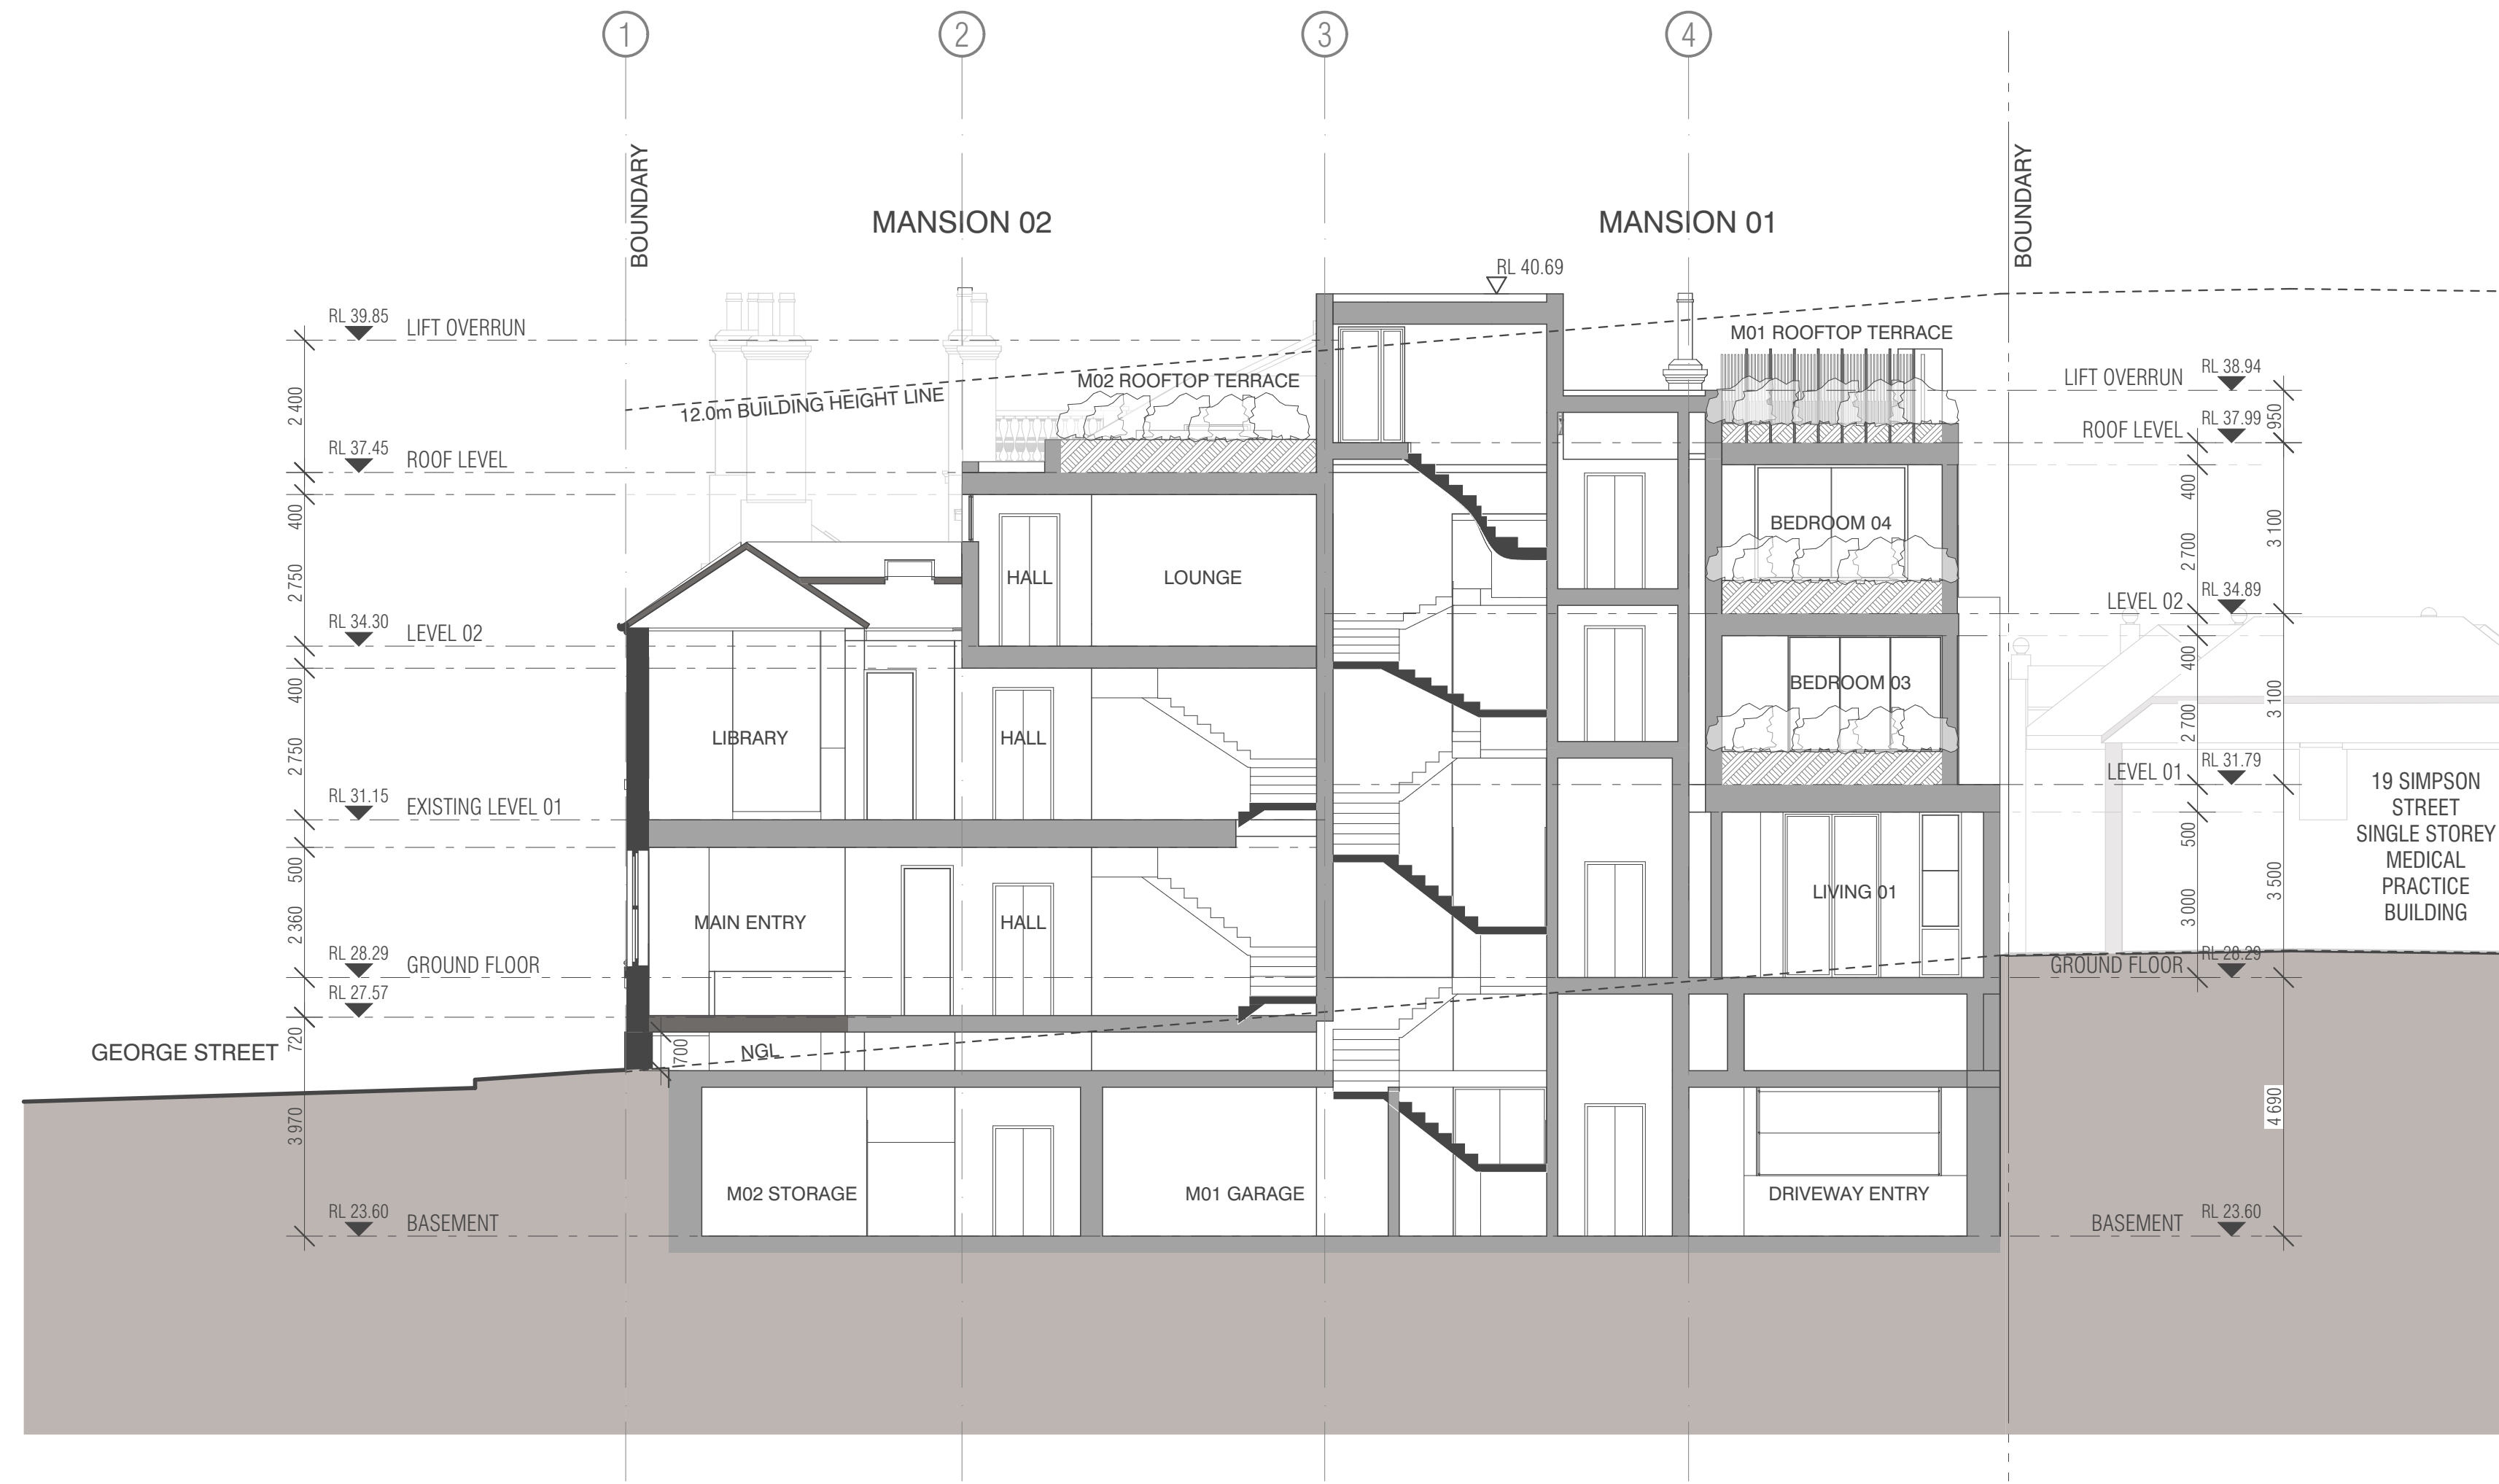 1
2
3
4
BOUNDARY
BOUNDARY
MANSION 02
MANSION 01
RL 40.69
RL 39.85
LIFT OVERRUN
M01 ROOFTOP TERRACE
M02 ROOFTOP TERRACE
12.0m BUILDING HEIGHT LINE
LIFT OVERRUN
RL 38.94
2 400
950
ROOF LEVEL
RL 37.99
RL 37.45
ROOF LEVEL
400
400
BEDROOM 04
3 100
2 700
2 750
HALL
LOUNGE
LEVEL 02
RL 34.89
RL 34.30
LEVEL 02
400
400
BEDROOM 03
3 100
2 700
2 750
LIBRARY
HALL
LEVEL 01
RL 31.79
RL 31.15
EXISTING LEVEL 01
19 SIMPSON
STREET
SINGLE STOREY
MEDICAL
PRACTICE
BUILDING
500
500
3 500
LIVING 01
3 000
2 360
MAIN ENTRY
HALL
RL 28.29
GROUND FLOOR
GROUND FLOOR
RL 28.29
RL 27.57
720
700
NGL
GEORGE STREET
3 970
4 690
M02 STORAGE
M01 GARAGE
DRIVEWAY ENTRY
RL 23.60
BASEMENT
BASEMENT
RL 23.60